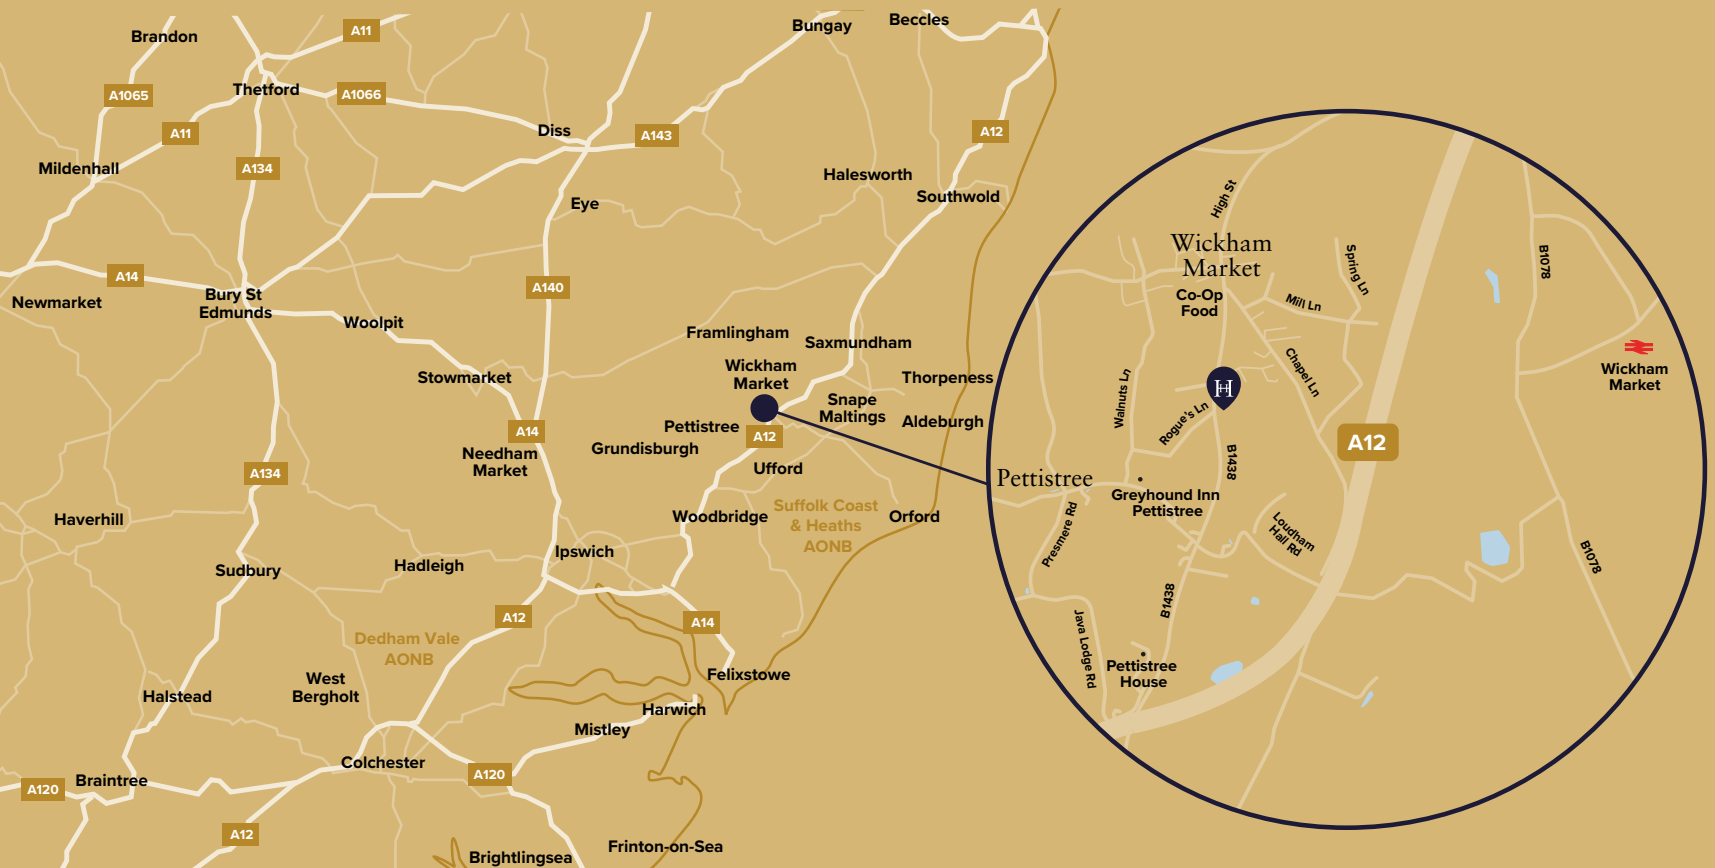 Brandon
A11
Bungay
Beccles
A1065
Thetford
A1066
A11
Diss
A143
A12
Mildenhall
A134
Halesworth
Southwold
Eye
A14
Newmarket
Bury St
Edmunds
A140
Woolpit
Framlingham
Saxmundham
Wickham
Market
Stowmarket
Thorpeness
Snape
Maltings
Aldeburgh
Pettistree
A12
A14
Grundisburgh
Needham
Market
Ufford
A134
Haverhill
Woodbridge
Suffolk Coast
& Heaths
AONB
Orford
Ipswich
Hadleigh
Sudbury
A12
A14
Dedham Vale
AONB
West
Bergholt
Felixstowe
Halstead
Harwich
Mistley
Colchester
A120
Braintree
A120
A12
Frinton-on-Sea
Brightlingsea
High St
Wickham
Market
Spring Ln
B1078
Co-Op
Food
Mill Ln
Wickham
Market
Chapel Ln
Walnuts Ln
H
Rogue's Ln
A12
B1438
Pettistree
Greyhound Inn
Pettistree
Presmere Rd
Loudham
Hall Rd
B1078
B1438
Java Lodge Rd
Pettistree
House